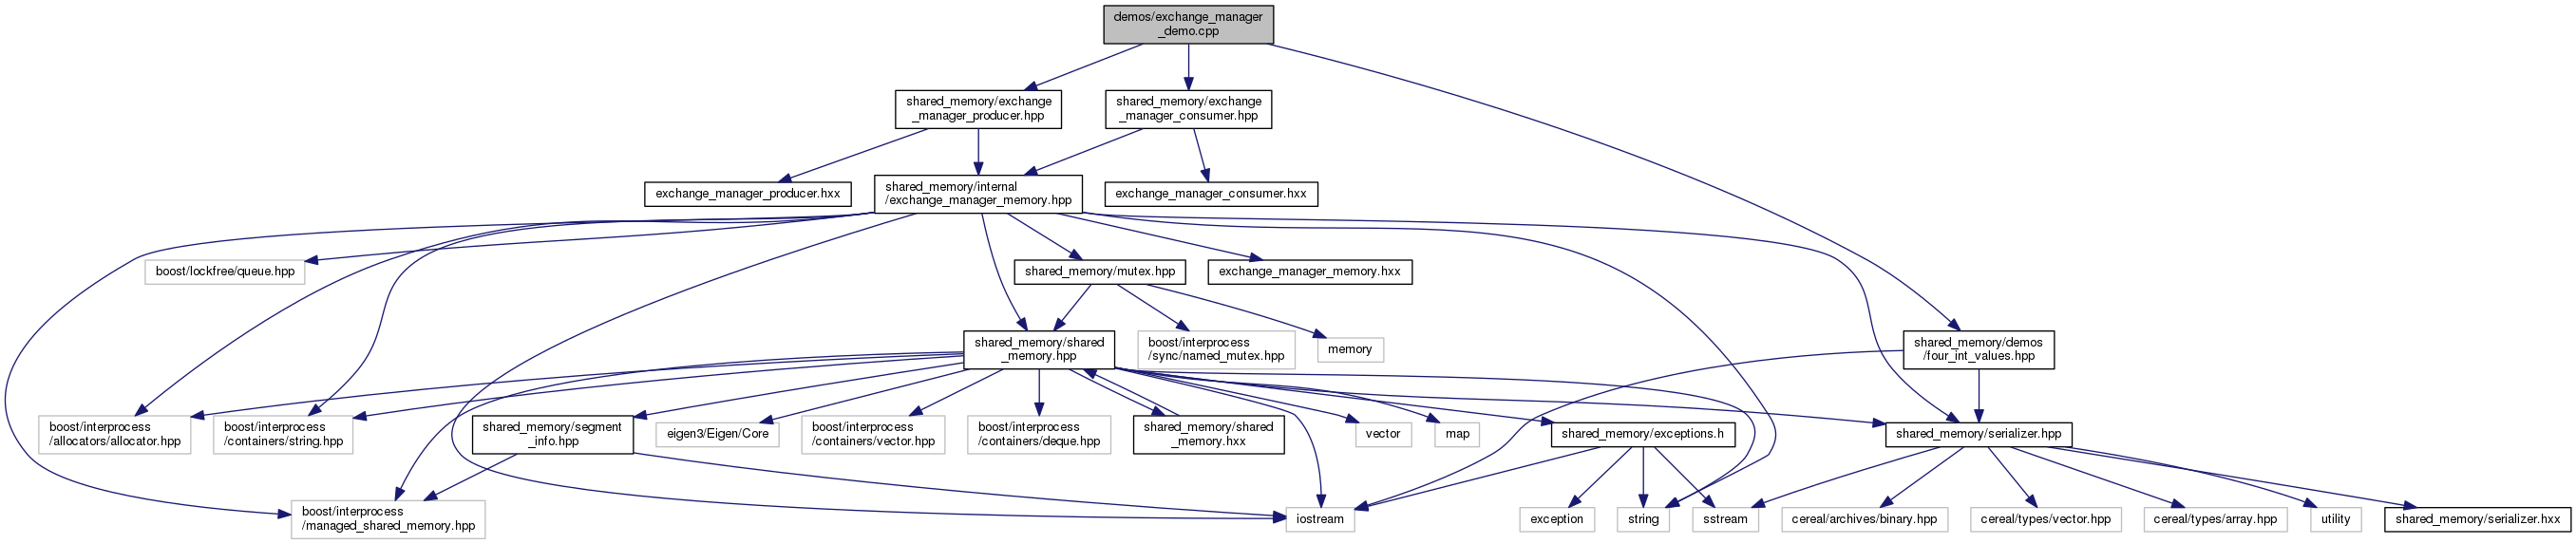 demos/exchange_manager
_demo.cpp
shared_memory/exchange
_manager_producer.hpp
shared_memory/exchange
_manager_consumer.hpp
exchange_manager_producer.hxx
shared_memory/internal
/exchange_manager_memory.hpp
exchange_manager_consumer.hxx
boost/lockfree/queue.hpp
shared_memory/mutex.hpp
exchange_manager_memory.hxx
shared_memory/shared
_memory.hpp
boost/interprocess
/sync/named_mutex.hpp
memory
shared_memory/demos
/four_int_values.hpp
boost/interprocess
/allocators/allocator.hpp
boost/interprocess
/containers/string.hpp
shared_memory/segment
_info.hpp
eigen3/Eigen/Core
boost/interprocess
/containers/vector.hpp
boost/interprocess
/containers/deque.hpp
shared_memory/shared
_memory.hxx
vector
map
shared_memory/exceptions.h
shared_memory/serializer.hpp
boost/interprocess
/managed_shared_memory.hpp
iostream
exception
string
sstream
cereal/archives/binary.hpp
cereal/types/vector.hpp
cereal/types/array.hpp
utility
shared_memory/serializer.hxx